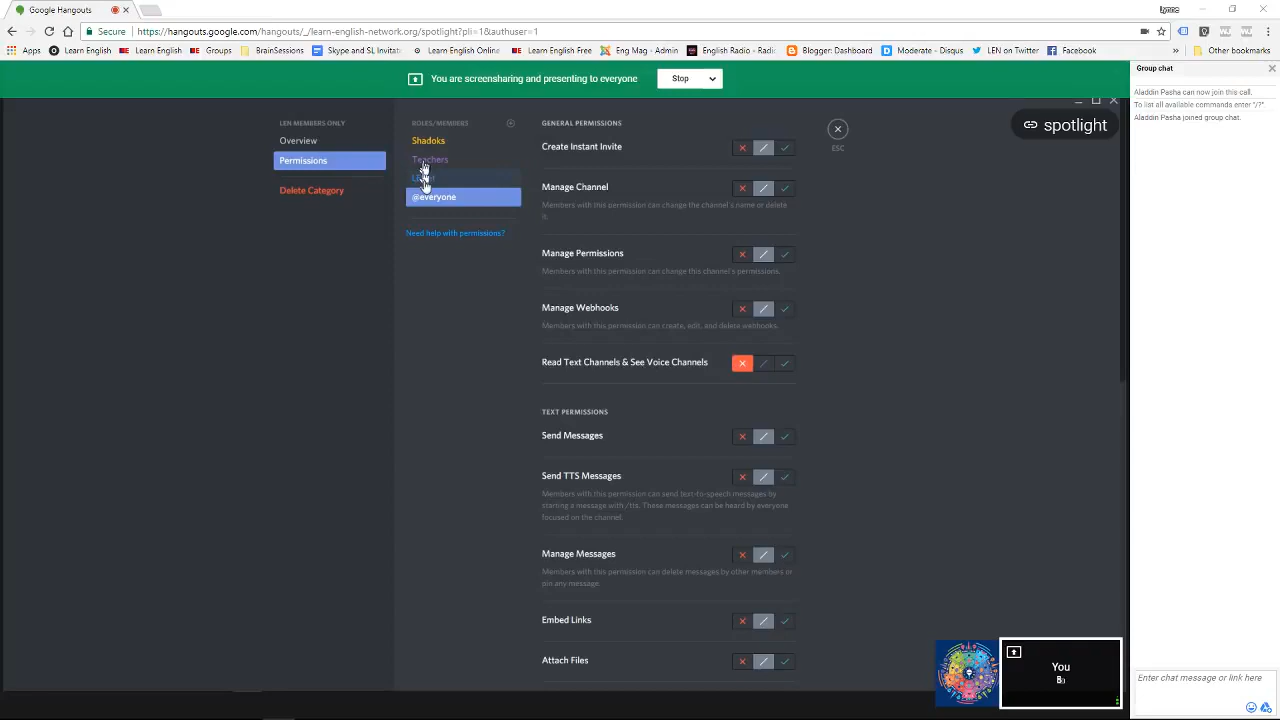 Google Hangouts
Secure
https://hangouts.google.com/hangouts/_/learn-english-network.org/spotlight?pli=1&authuser=1
Apps
Learn English
Learn English
Groups
Brainstorms
Skype and SL Invitat
Learn English Free
Eng Mag - Admin
English Radio - Radi
Blogger: Dashboard
Moderate - Disqus
LEN on Twitter
Facebook
Other bookmarks
You are screensharing and presenting to everyone
Stop
Group chat
Aladdin Pasha can now join this call.
To list all available commands enter "/?".
Aladdin Pasha joined group chat.
spotlight
LEN MEMBERS ONLY
Overview
Permissions
Delete Category
ROLES/MEMBERS
Shadoks
Teachers
@everyone
Need help with permissions?
GENERAL PERMISSIONS
ESC
Create Instant Invite
Manage Channel
Members with this permission can change the channel's name or delete
it.
Manage Permissions
Members with this permission can change this channel's permissions.
Manage Webhooks
Members with this permission can create, edit, and delete webhooks.
Read Text Channels & See Voice Channels
TEXT PERMISSIONS
Send Messages
Send TTS Messages
Members with this permission can send text-to-speech messages by
starting a message with /tts. These messages can be heard by everyone
focused on the channel.
Manage Messages
Members with this permission can delete messages by other members or
pin any message.
Embed Links
Attach Files
You
Enter chat message or link here